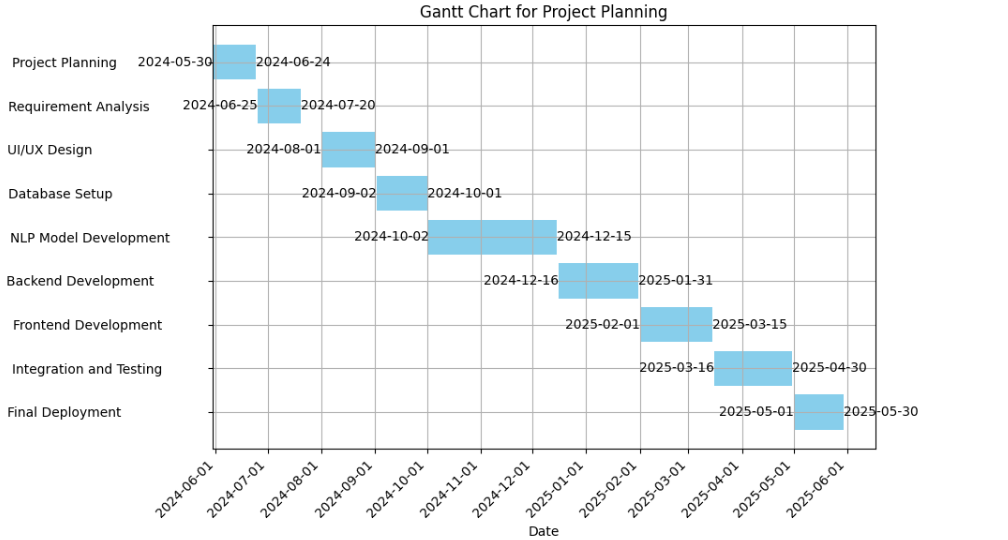 Gantt Chart for Project Planning
Project Planning 2024-05-30 2024-06-24
Requirement Analysis 2024-06-25 2024-07-20
UI/UX Design 2024-08-01 2024-09-01
Database Setup 2024-09-02 2024-10-01
NLP Model Development 2024-10-02 2024-12-15
Backend Development 2024-12-16 2025-01-31
Frontend Development 2025-02-01 2025-03-15
Integration and Testing 2025-03-16 2025-04-30
Final Deployment 2025-05-01 2025-05-30
2024-06-01 2024-07-01 2024-08-01 2024-09-01 2024-10-01 2024-11-01 2024-12-01 2025-01-01 2025-02-01 2025-03-01 2025-04-01 2025-05-01 2025-06-01
Date